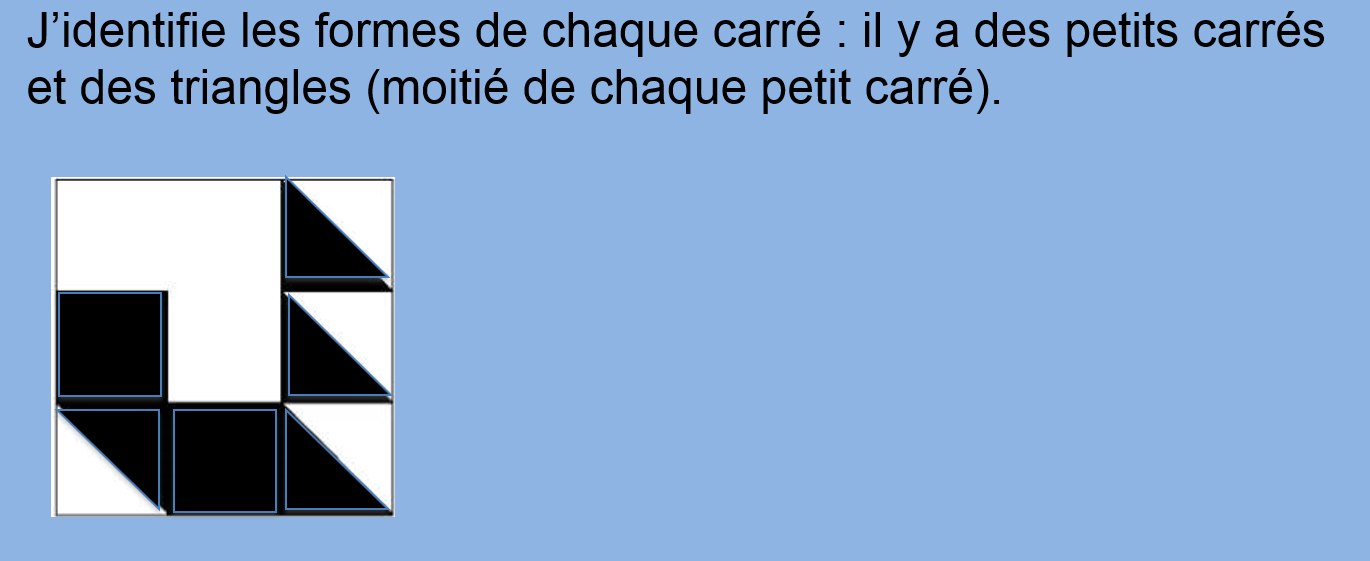 J’identifie les formes de chaque carré : il y a des petits carrés
et des triangles (moitié de chaque petit carré).